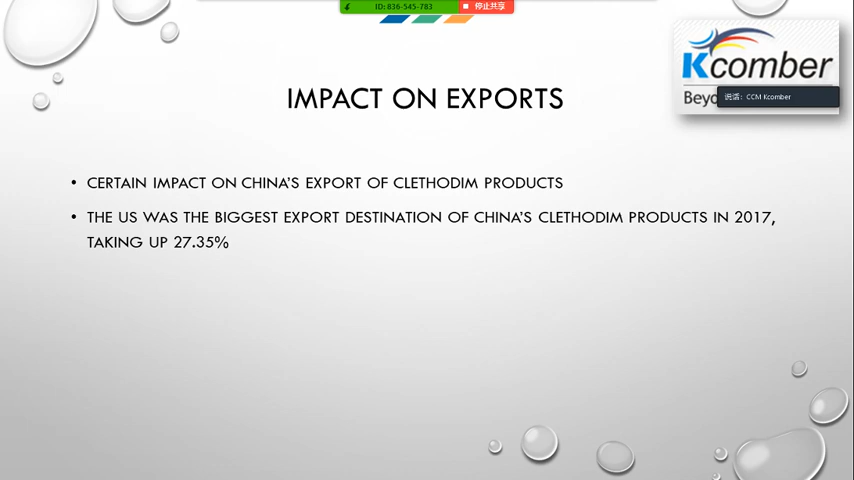 ID: 836-545-783
停止共享
Kcomber
Beyo
说话: CCM Kcomber
IMPACT ON EXPORTS
• CERTAIN IMPACT ON CHINA'S EXPORT OF CLETHODIM PRODUCTS
• THE US WAS THE BIGGEST EXPORT DESTINATION OF CHINA'S CLETHODIM PRODUCTS IN 2017,
TAKING UP 27.35%